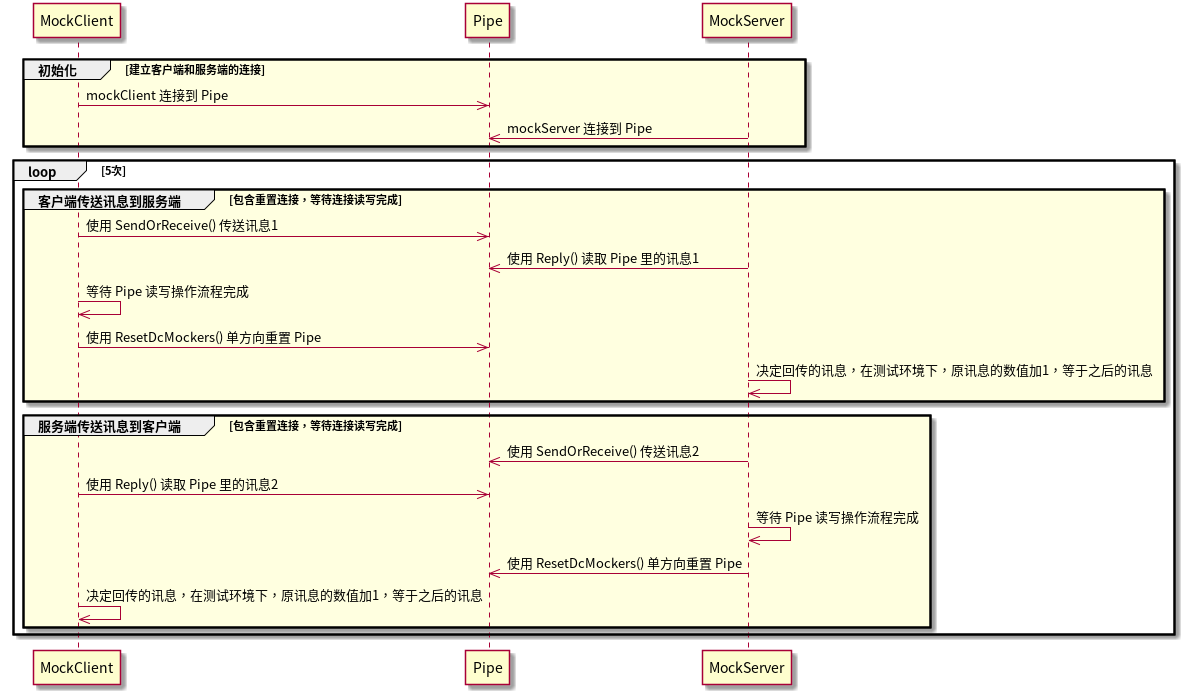 MockClient
Pipe
MockServer
初始化 [建立客户端和服务端的连接]
mockClient 连接到 Pipe
mockServer 连接到 Pipe
loop [5次]
客户端传送讯息到服务端 [包含重置连接，等待连接读写完成]
使用 SendOrReceive() 传送讯息1
使用 Reply() 读取 Pipe 里的讯息1
等待 Pipe 读写操作流程完成
使用 ResetDcMockers() 单方向重置 Pipe
决定回传的讯息，在测试环境下，原讯息的数值加1，等于之后的讯息
服务端传送讯息到客户端 [包含重置连接，等待连接读写完成]
使用 SendOrReceive() 传送讯息2
使用 Reply() 读取 Pipe 里的讯息2
等待 Pipe 读写操作流程完成
使用 ResetDcMockers() 单方向重置 Pipe
决定回传的讯息，在测试环境下，原讯息的数值加1，等于之后的讯息
MockClient
Pipe
MockServer